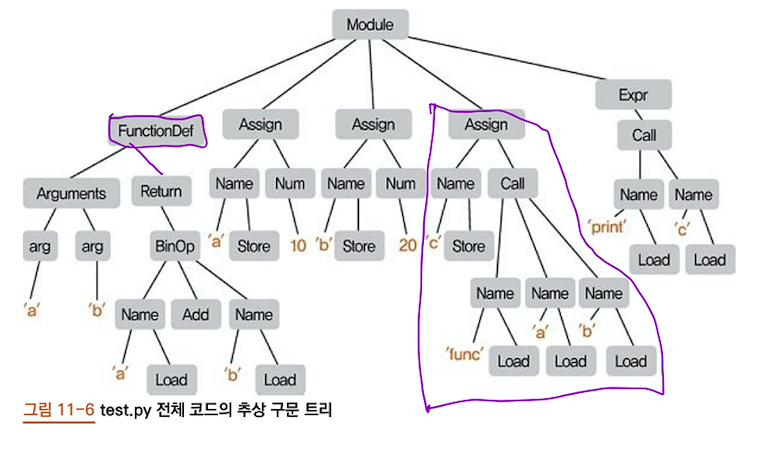 Module
Expr
FunctionDef Assign Assign Assign Call
Arguments Return Name Num Name Num Name Call Name Name
'a' Store 10 'b' Store 20 'c' Store 'print' 'c'
arg arg BinOp Load Load
Name Name Name
'a' 'b' Name Add Name 'a' 'b'
'func' Load Load Load
'a' Load 'b' Load
그림 11-6 test.py 전체 코드의 추상 구문 트리